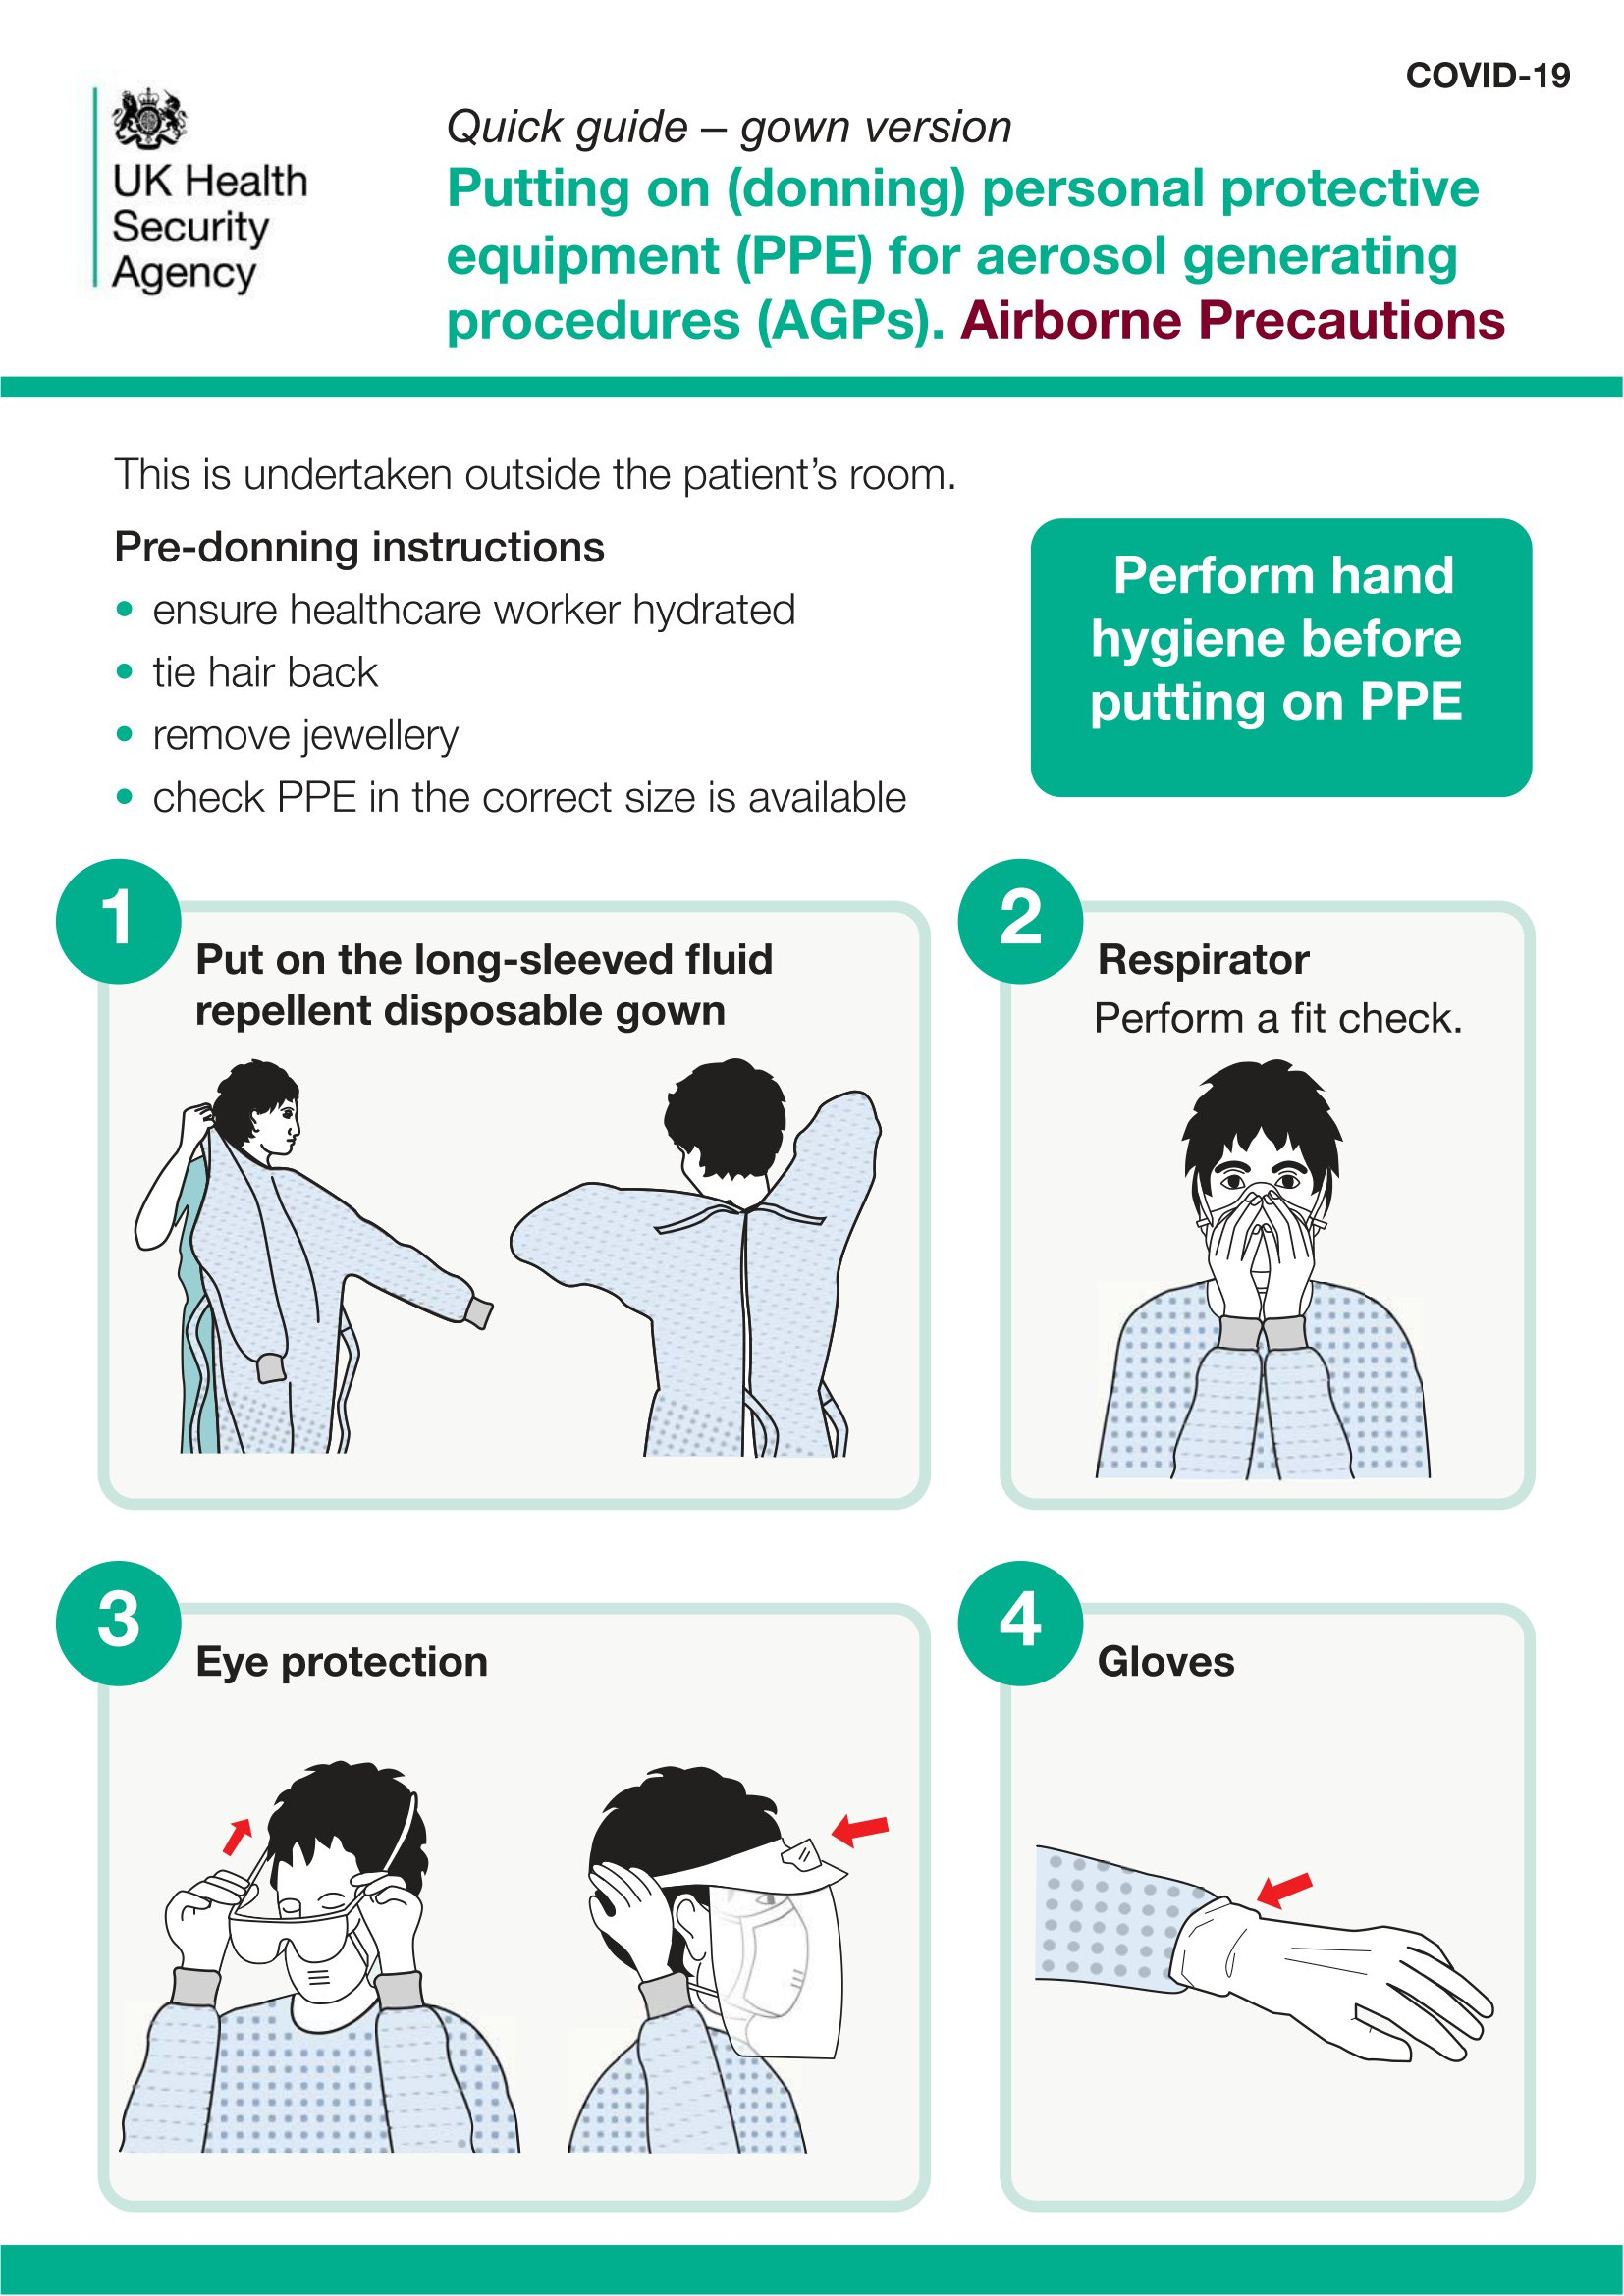 COVID-19
UK Health
Security
Agency
Quick guide – gown version
Putting on (donning) personal protective
equipment (PPE) for aerosol generating
procedures (AGPs). Airborne Precautions
This is undertaken outside the patient’s room.
Pre-donning instructions
• ensure healthcare worker hydrated
• tie hair back
• remove jewellery
• check PPE in the correct size is available
Perform hand
hygiene before
putting on PPE
1
Put on the long-sleeved fluid
repellent disposable gown
2
Respirator
Perform a fit check.
3
Eye protection
4
Gloves